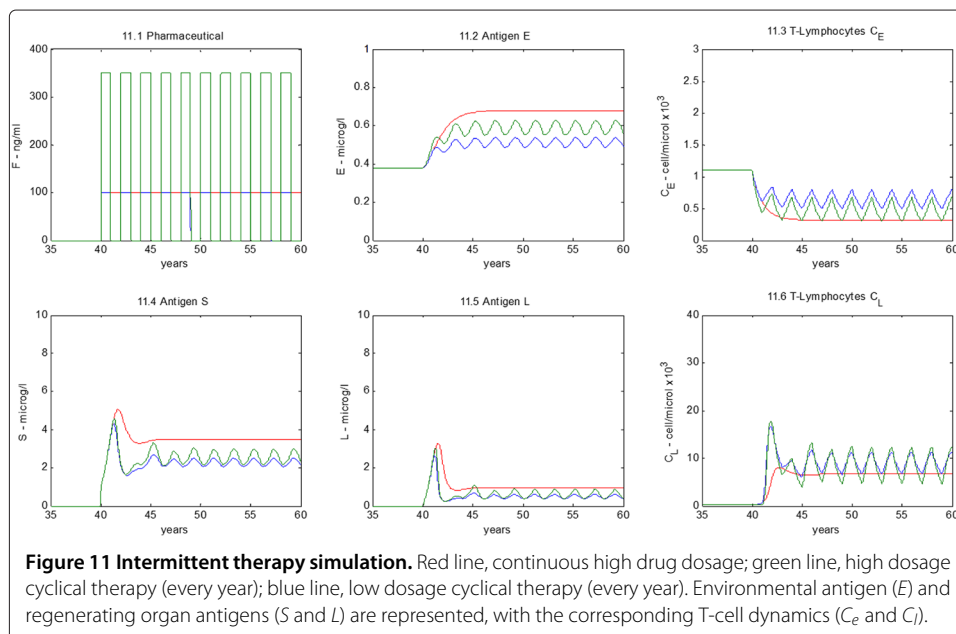 11.1 Pharmaceutical
400
300
200
100
0
F - ng/ml
35 40 45 50 55 60
years
11.2 Antigen E
1
0.8
0.6
0.4
0.2
0
E - microg/l
35 40 45 50 55 60
years
11.3 T-Lymphocytes C_E
3
2.5
2
1.5
1
0.5
0
C_E - cell/microl x10^3
35 40 45 50 55 60
years
11.4 Antigen S
10
8
6
4
2
0
S - microg/l
35 40 45 50 55 60
years
11.5 Antigen L
10
8
6
4
2
0
L - microg/l
35 40 45 50 55 60
years
11.6 T-Lymphocytes C_L
40
30
20
10
0
C_L - cell/microl x10^3
35 40 45 50 55 60
years
Figure 11 Intermittent therapy simulation. Red line, continuous high drug dosage; green line, high dosage
cyclical therapy (every year); blue line, low dosage cyclical therapy (every year). Environmental antigen (E) and
regenerating organ antigens (S and L) are represented, with the corresponding T-cell dynamics (C_e and C_l).